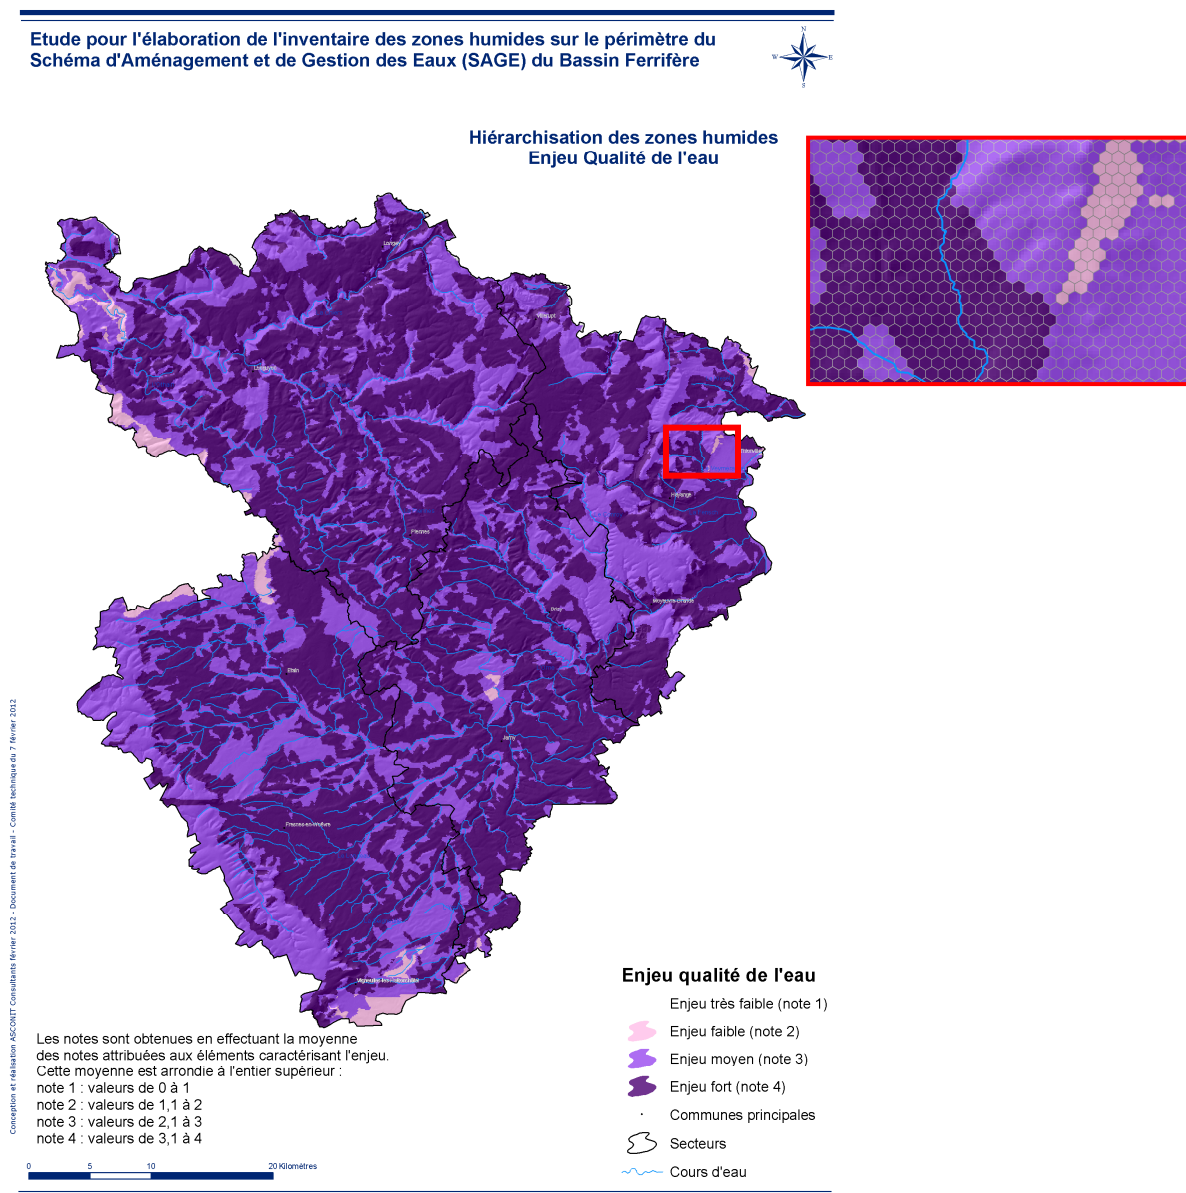 Etude pour l'élaboration de l'inventaire des zones humides sur le périmètre du
Schéma d'Aménagement et de Gestion des Eaux (SAGE) du Bassin Ferrifère
N
W
E
S
Hiérarchisation des zones humides
Enjeu Qualité de l'eau
Longwy
Villerupt
Longuyon
Thionville
Hayange
Piennes
Briey
Moyeuvre-Grande
Etain
Jarny
Fresnes-en-Woëvre
Vigneulles-lès-Hattonchâtel
Conception et réalisation ASCONIT Consultants février 2012 - Document de travail - Comité technique du 7 février 2012
Enjeu qualité de l'eau
Enjeu très faible (note 1)
Enjeu faible (note 2)
Enjeu moyen (note 3)
Enjeu fort (note 4)
Communes principales
Secteurs
Cours d'eau
Les notes sont obtenues en effectuant la moyenne
des notes attribuées aux éléments caractérisant l'enjeu.
Cette moyenne est arrondie à l'entier supérieur :
note 1 : valeurs de 0 à 1
note 2 : valeurs de 1,1 à 2
note 3 : valeurs de 2,1 à 3
note 4 : valeurs de 3,1 à 4
0 5 10 20 Kilomètres